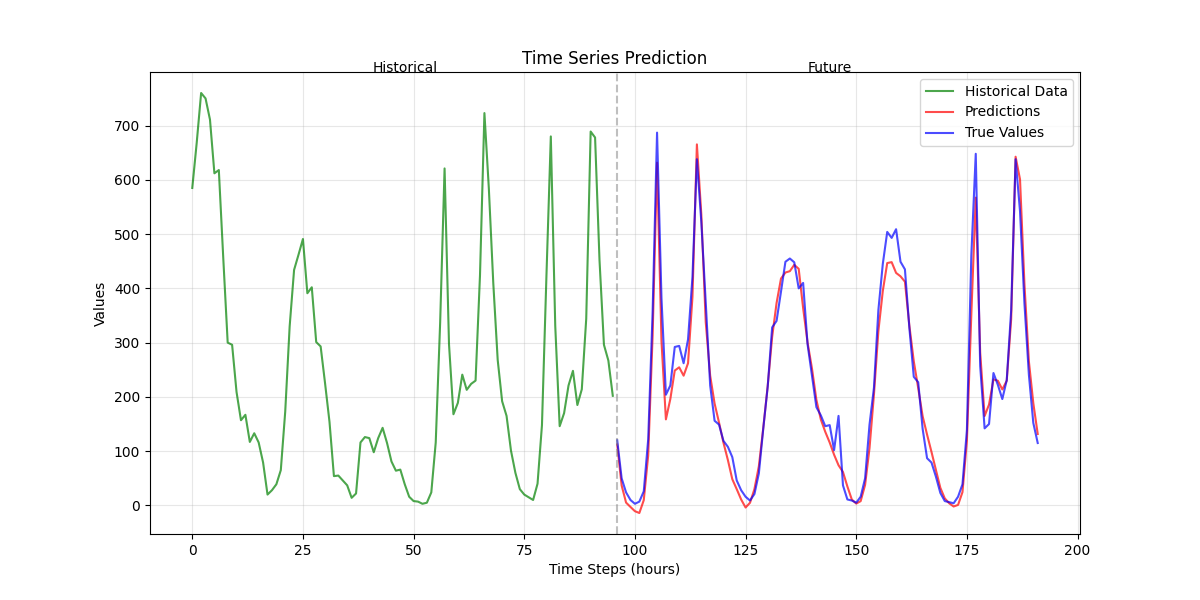 Time Series Prediction
Historical
Future
Historical Data
Predictions
True Values
Values
700
600
500
400
300
200
100
0
0 25 50 75 100 125 150 175 200
Time Steps (hours)